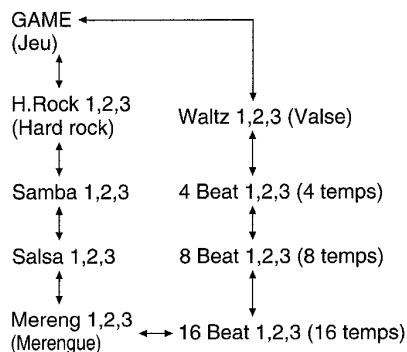 GAME
(Jeu)
H.Rock 1,2,3
(Hard rock)
Waltz 1,2,3 (Valse)
Samba 1,2,3
4 Beat 1,2,3 (4 temps)
Salsa 1,2,3
8 Beat 1,2,3 (8 temps)
Mereng 1,2,3
(Merengue)
16 Beat 1,2,3 (16 temps)